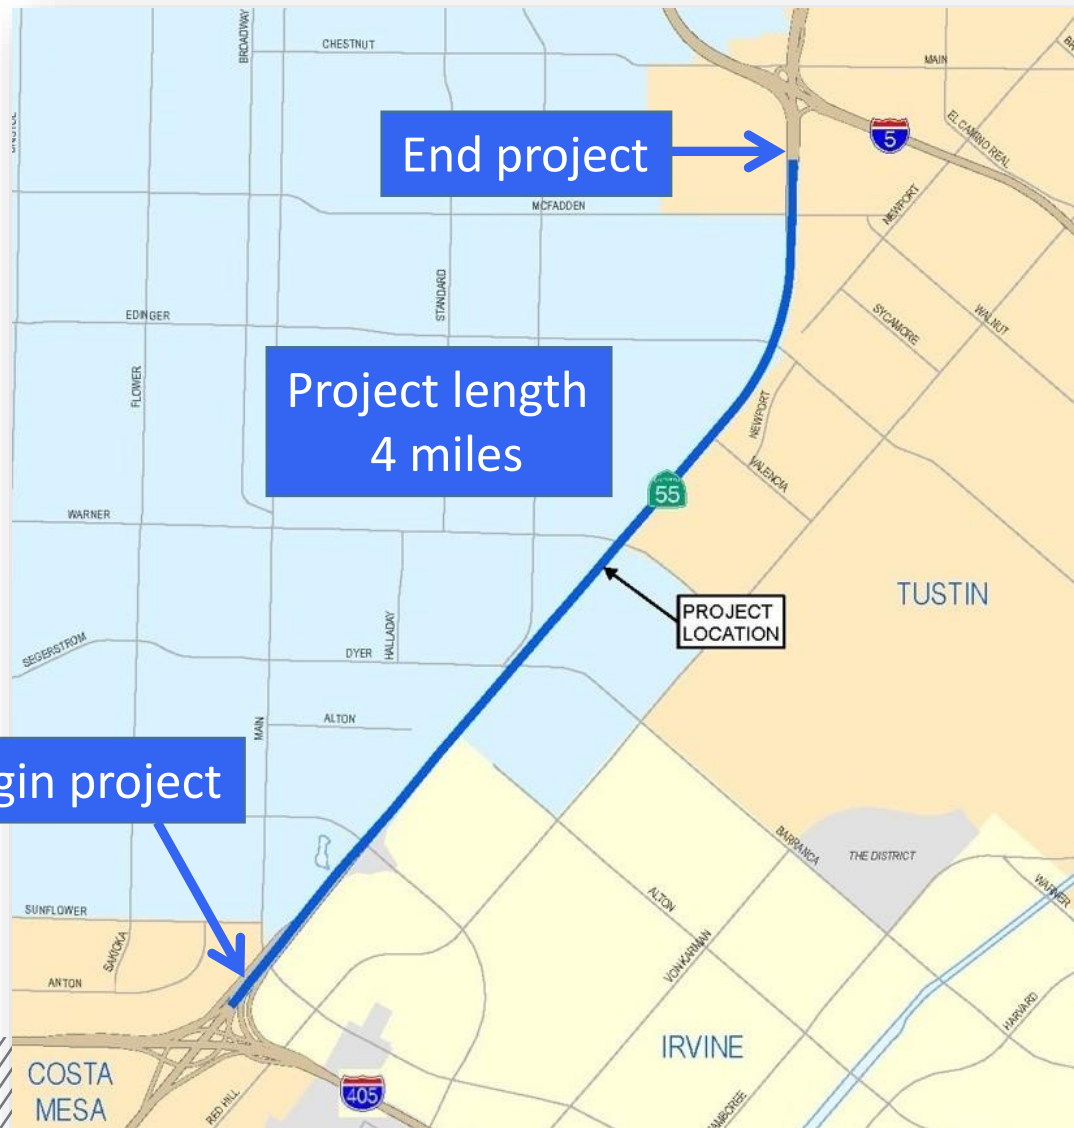 CHESTNUT
BROADWAY
MAIN
EL CAMINO REAL
5
End project
MCFADDEN
NEWPORT
STANDARD
EDINGER
SYCAMORE
WALNUT
FLOWER
Project length
4 miles
NEWPORT
VALENCIA
55
WARNER
TUSTIN
PROJECT
LOCATION
HALLADAY
SEGERSTROM
DYER
MAIN
ALTON
gin project
BARRANCA
THE DISTRICT
WARNER
ALTON
SUNFLOWER
SAKIOKA
VON KARMAN
ANTON
HARVARD
IRVINE
COSTA
MESA
RED HILL
405
AMBOREE